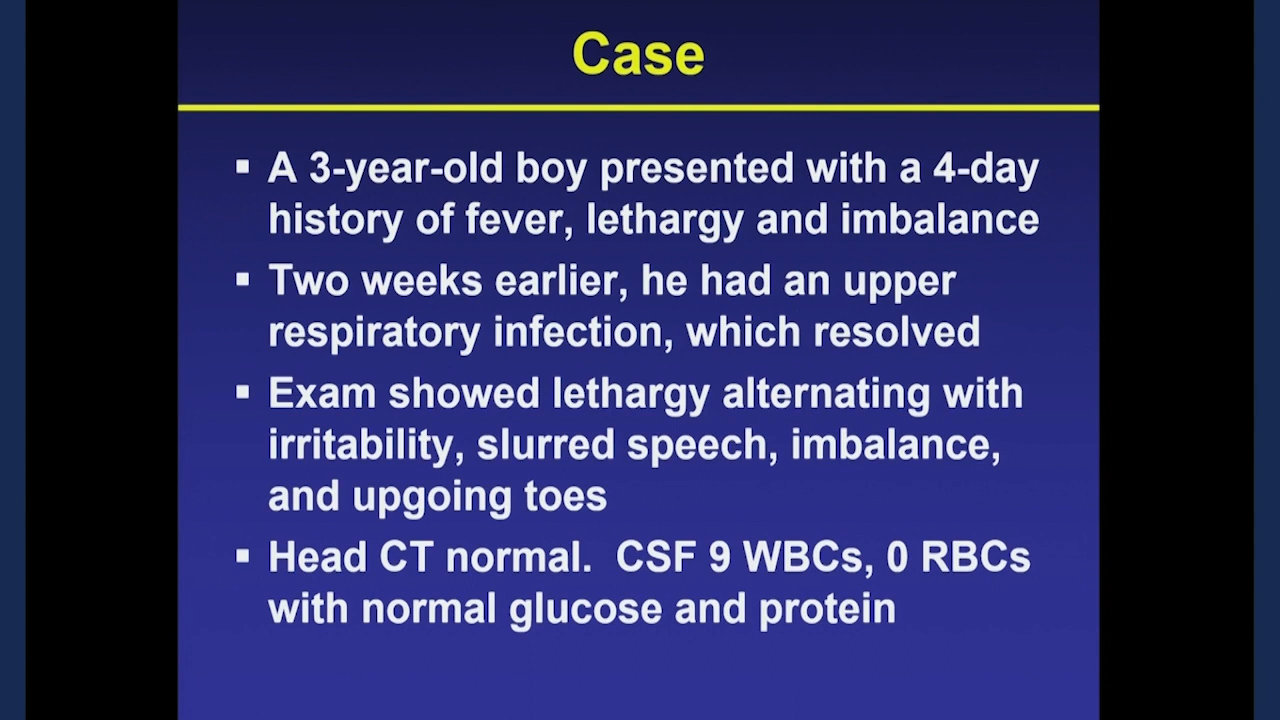 Case
▪ A 3-year-old boy presented with a 4-day
history of fever, lethargy and imbalance
▪ Two weeks earlier, he had an upper
respiratory infection, which resolved
▪ Exam showed lethargy alternating with
irritability, slurred speech, imbalance,
and upgoing toes
▪ Head CT normal.  CSF 9 WBCs, 0 RBCs
with normal glucose and protein